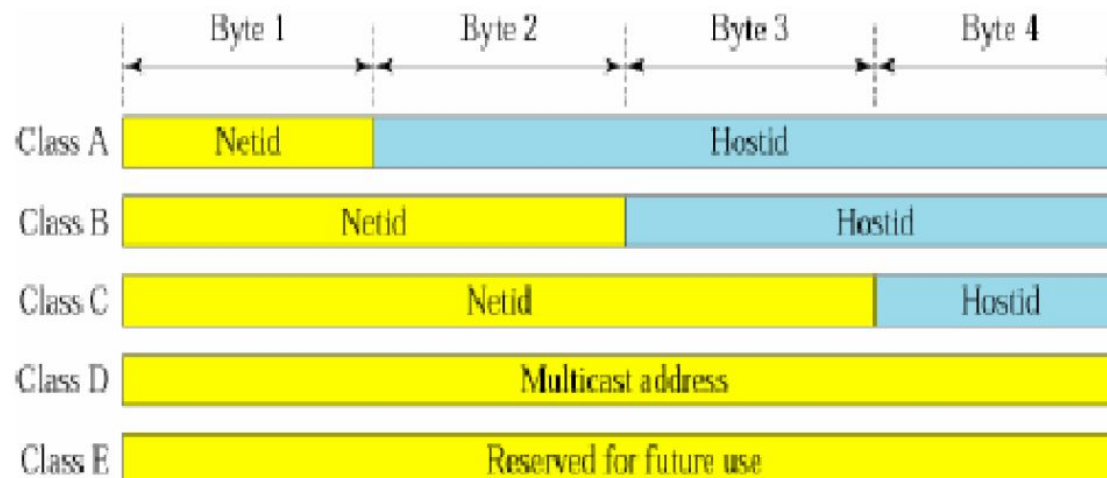 Byte 1 Byte 2 Byte 3 Byte 4
Class A Netid Hostid
Class B Netid Hostid
Class C Netid Hostid
Class D Multicast address
Class E Reserved for future use